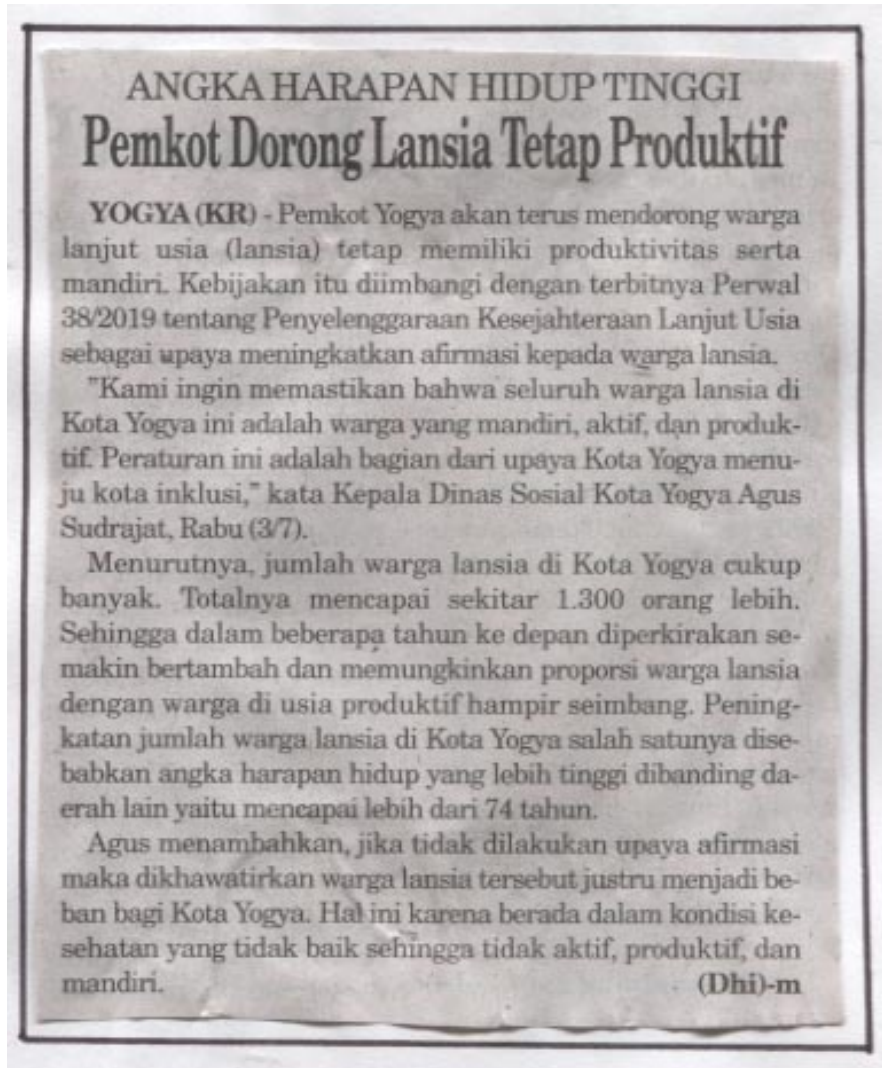 ANGKA HARAPAN HIDUP TINGGI
Pemkot Dorong Lansia Tetap Produktif
YOGYA (KR) - Pemkot Yogya akan terus mendorong warga
lanjut usia (lansia) tetap memiliki produktivitas serta
mandiri. Kebijakan itu diimbangi dengan terbitnya Perwal
38/2019 tentang Penyelenggaraan Kesejahteraan Lanjut Usia
sebagai upaya meningkatkan afirmasi kepada warga lansia.
"Kami ingin memastikan bahwa seluruh warga lansia di
Kota Yogya ini adalah warga yang mandiri, aktif, dan produk-
tif. Peraturan ini adalah bagian dari upaya Kota Yogya menu-
ju kota inklusi," kata Kepala Dinas Sosial Kota Yogya Agus
Sudrajat, Rabu (3/7).
Menurutnya, jumlah warga lansia di Kota Yogya cukup
banyak. Totalnya mencapai sekitar 1.300 orang lebih.
Sehingga dalam beberapa tahun ke depan diperkirakan se-
makin bertambah dan memungkinkan proporsi warga lansia
dengan warga di usia produktif hampir seimbang. Pening-
katan jumlah warga lansia di Kota Yogya salah satunya dise-
babkan angka harapan hidup yang lebih tinggi dibanding da-
erah lain yaitu mencapai lebih dari 74 tahun.
Agus menambahkan, jika tidak dilakukan upaya afirmasi
maka dikhawatirkan warga lansia tersebut justru menjadi be-
ban bagi Kota Yogya. Hal ini karena berada dalam kondisi ke-
sehatan yang tidak baik sehingga tidak aktif, produktif, dan
mandiri. (Dhi)-m